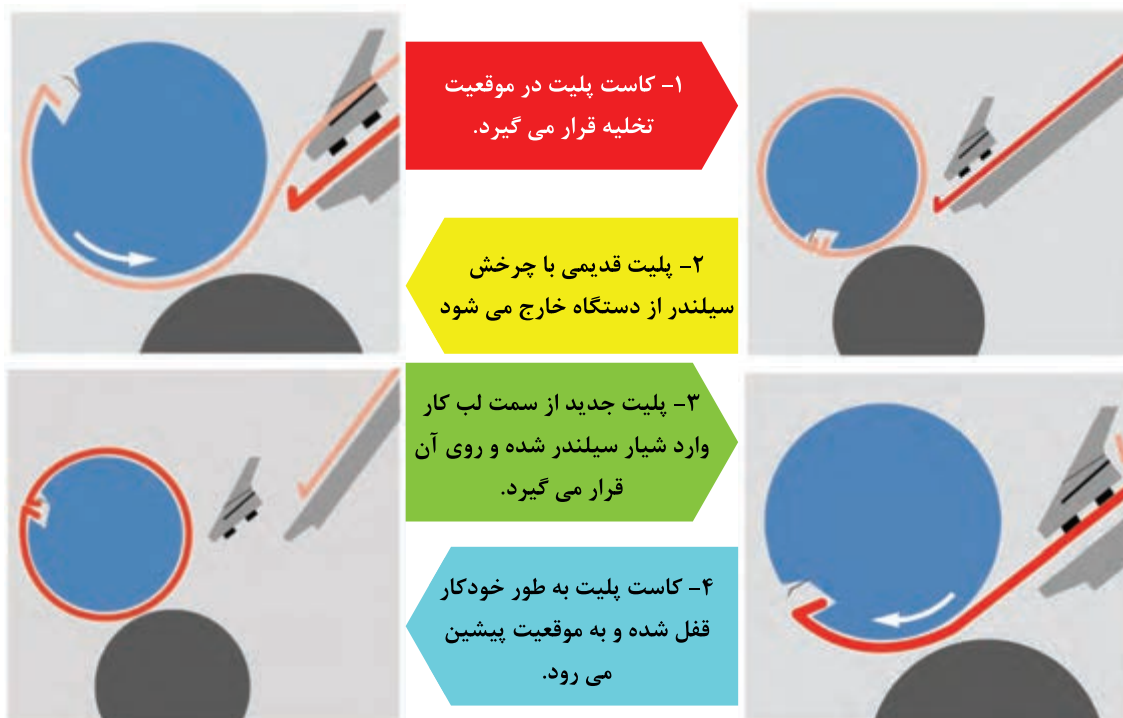 ۱- کاست پلیت در موقعیت
تخلیه قرار می گیرد.
۲- پلیت قدیمی با چرخش
سیلندر از دستگاه خارج می شود
۳- پلیت جدید از سمت لب کار
وارد شیار سیلندر شده و روی آن
قرار می گیرد.
۴- کاست پلیت به طور خودکار
قفل شده و به موقعیت پیشین
می رود.